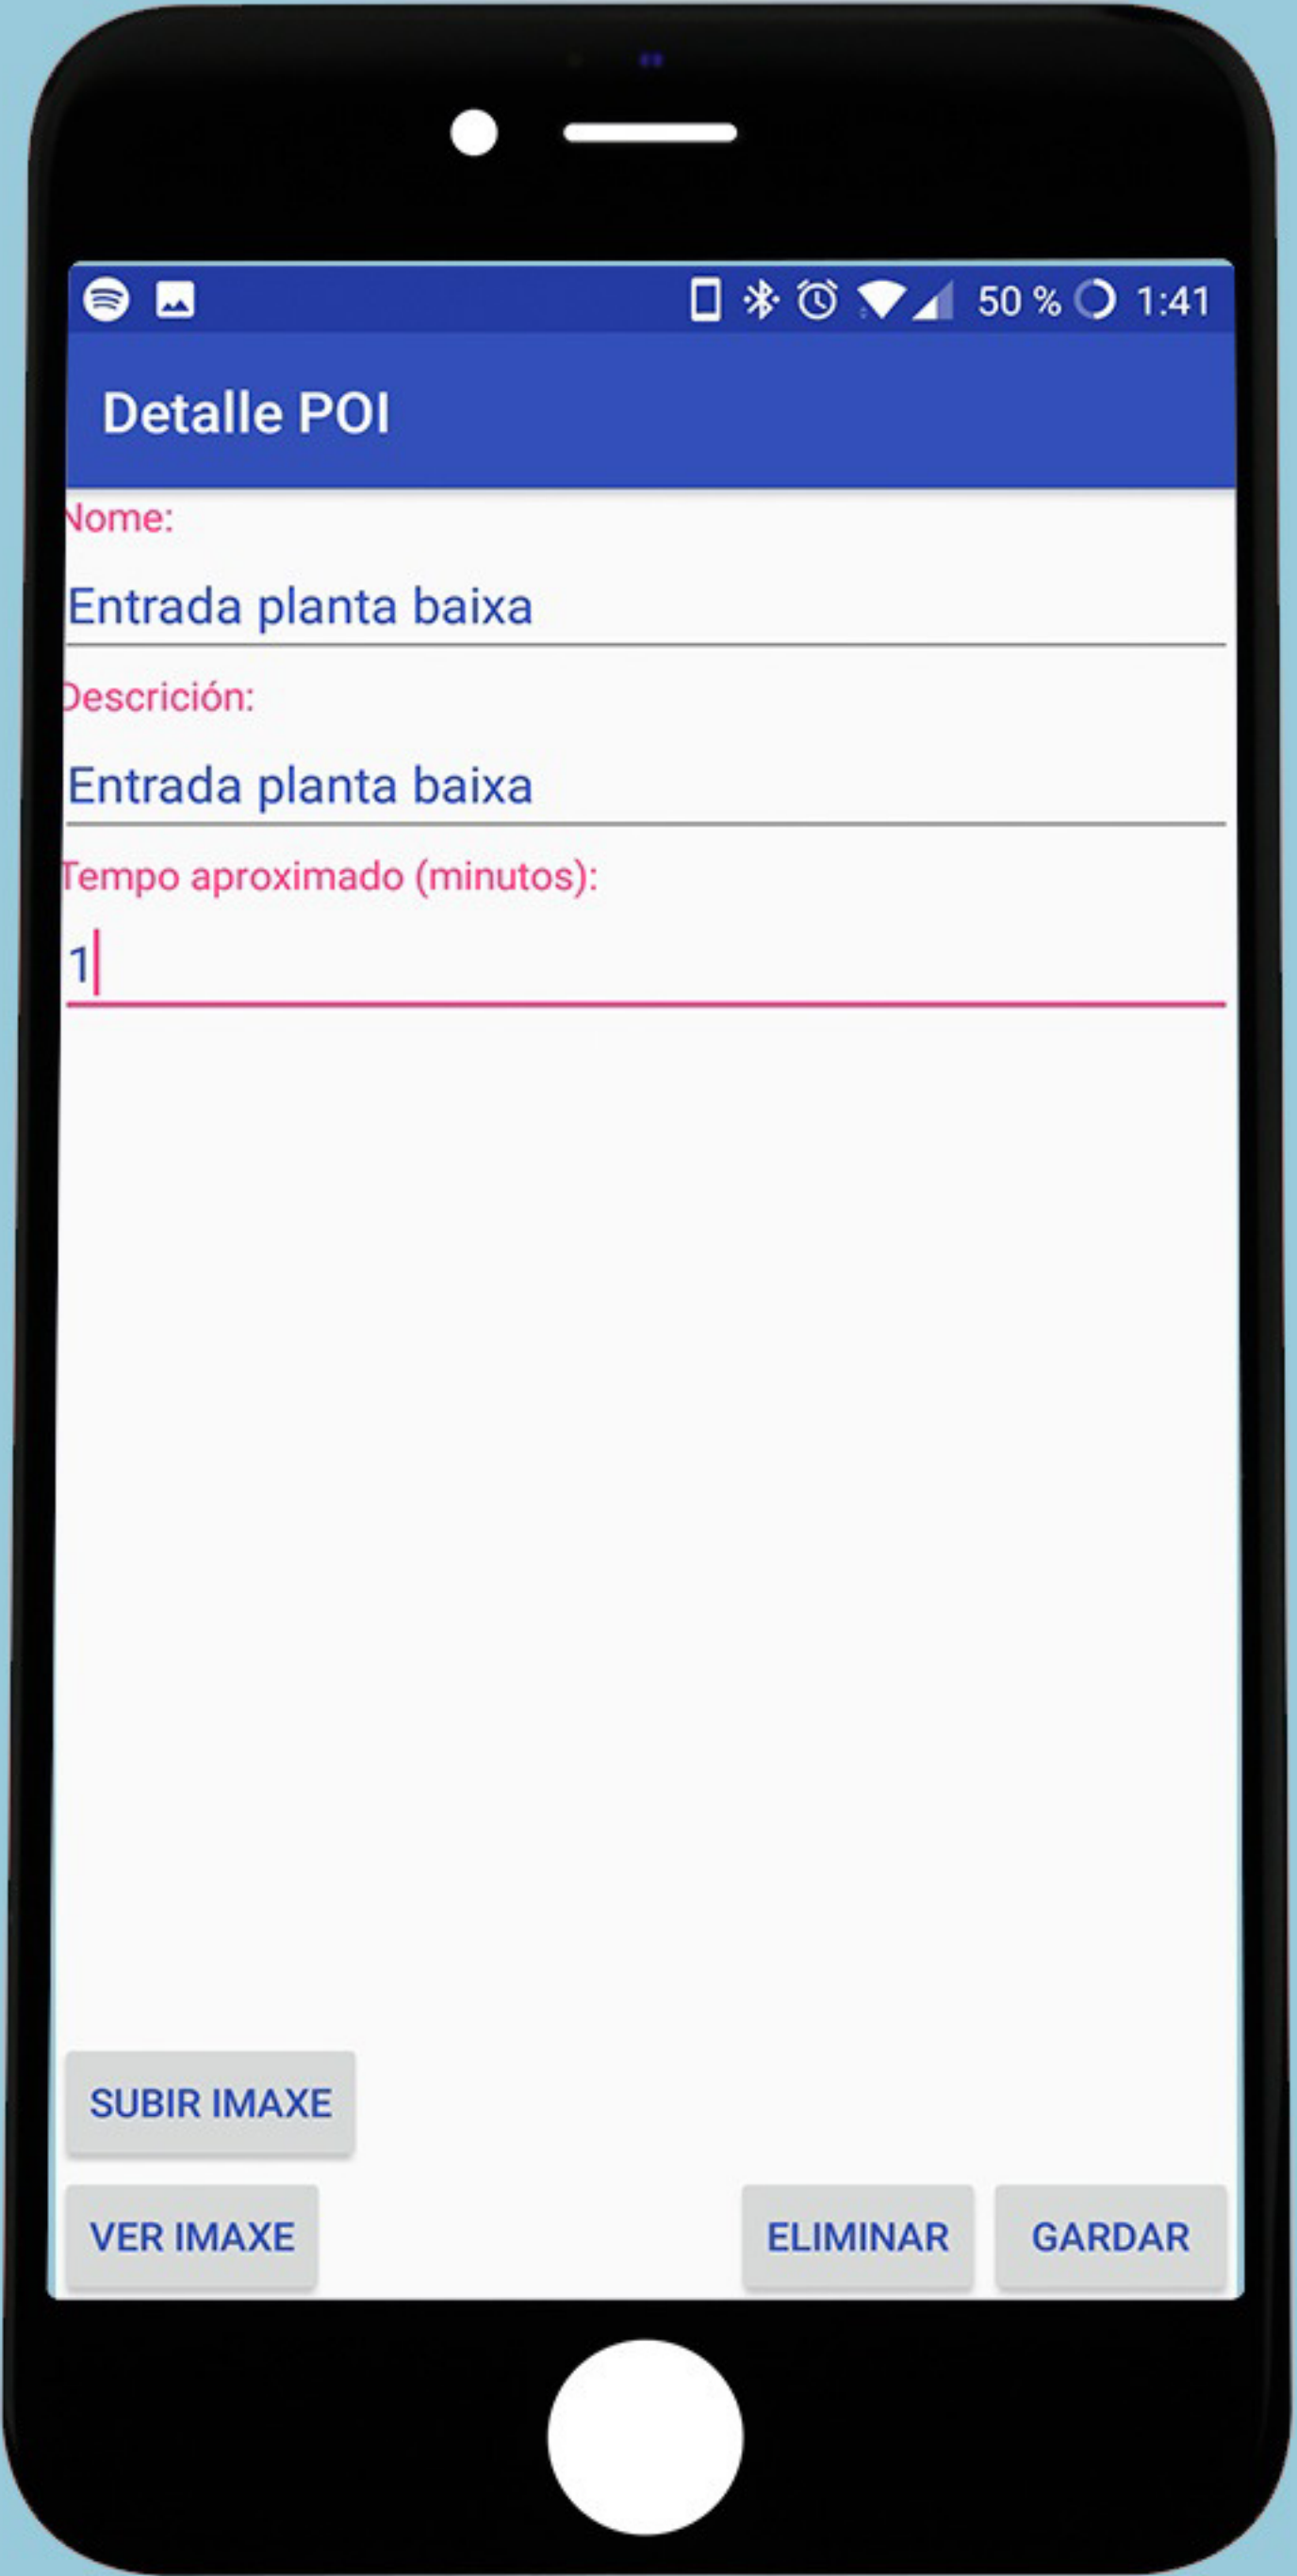 50 % 1:41
Detalle POI
Nome:
Entrada planta baixa
Descrición:
Entrada planta baixa
Tempo aproximado (minutos):
1
SUBIR IMAXE
VER IMAXE ELIMINAR GARDAR